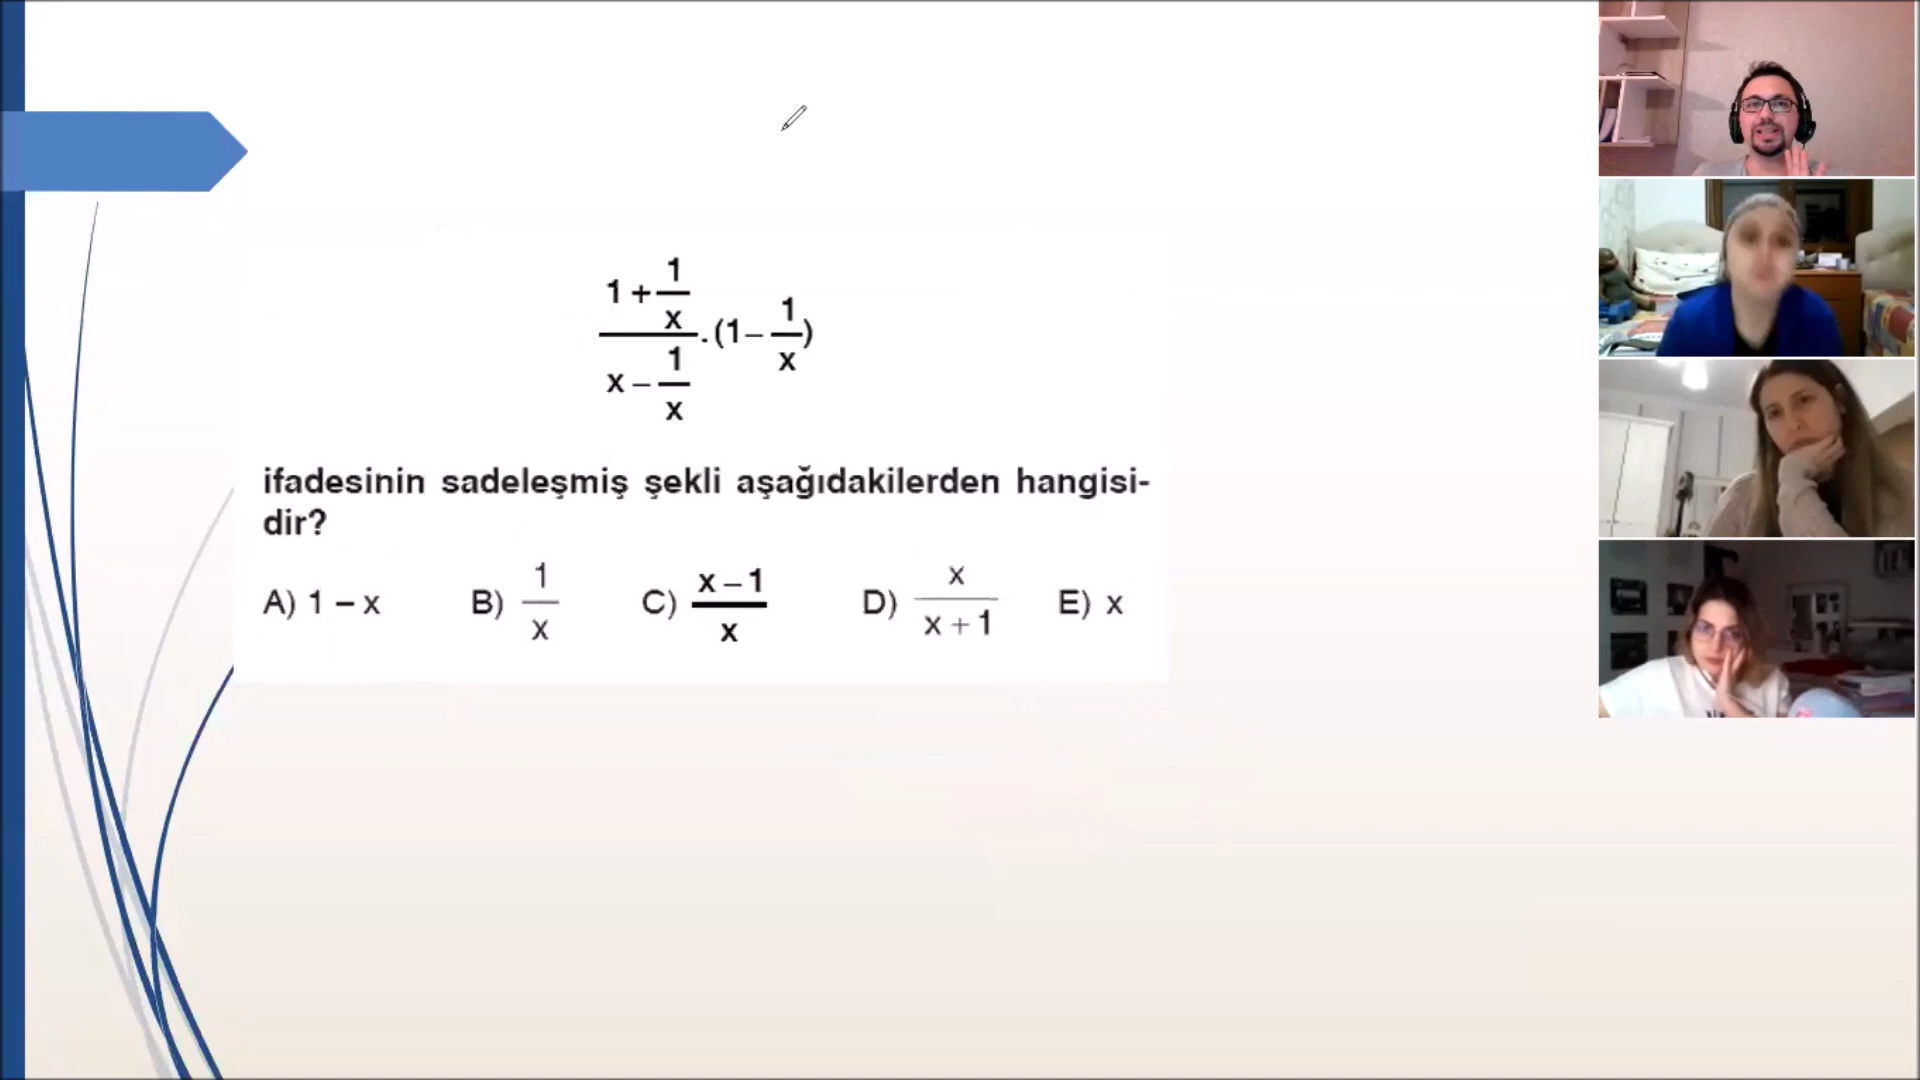 1 + 1/x
x – 1/x
. (1 – 1/x)
ifadesinin sadeleşmiş şekli aşağıdakilerden hangisi-
dir?
A) 1 – x B) 1/x C) x – 1/x D) x/x + 1 E) x